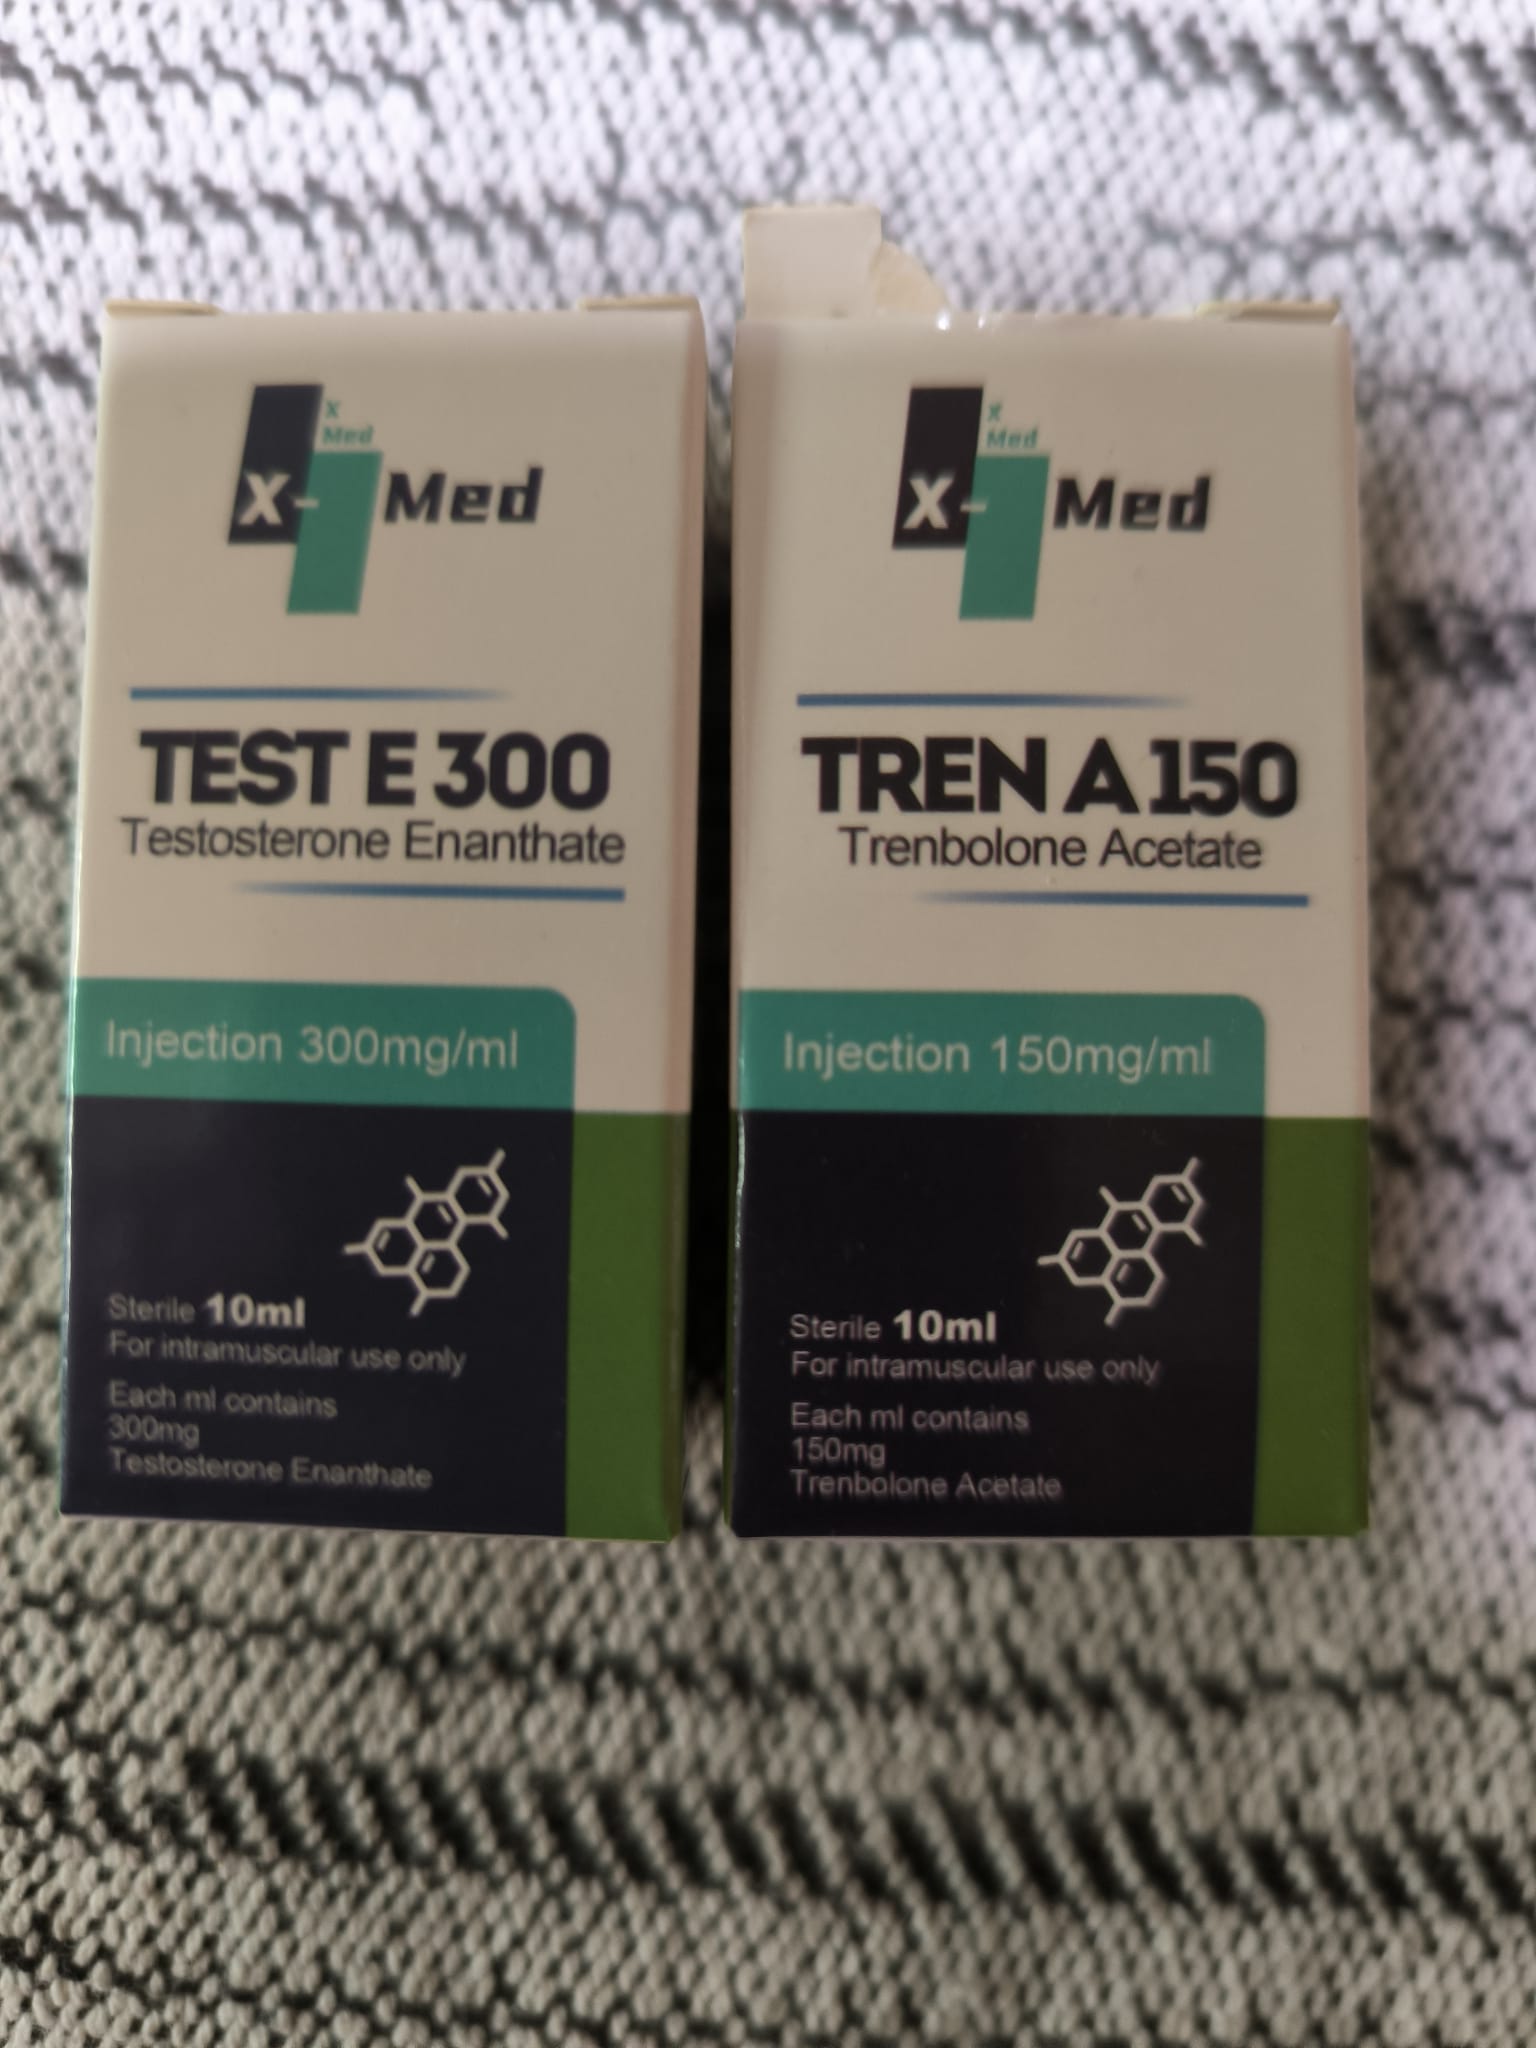 X
Med
X-Med
TEST E 300
Testosterone Enanthate
Injection 300mg/ml
Sterile 10ml
For intramuscular use only
Each ml contains
300mg
Testosterone Enanthate
X
Med
X-Med
TREN A 150
Trenbolone Acetate
Injection 150mg/ml
Sterile 10ml
For intramuscular use only
Each ml contains
150mg
Trenbolone Acetate